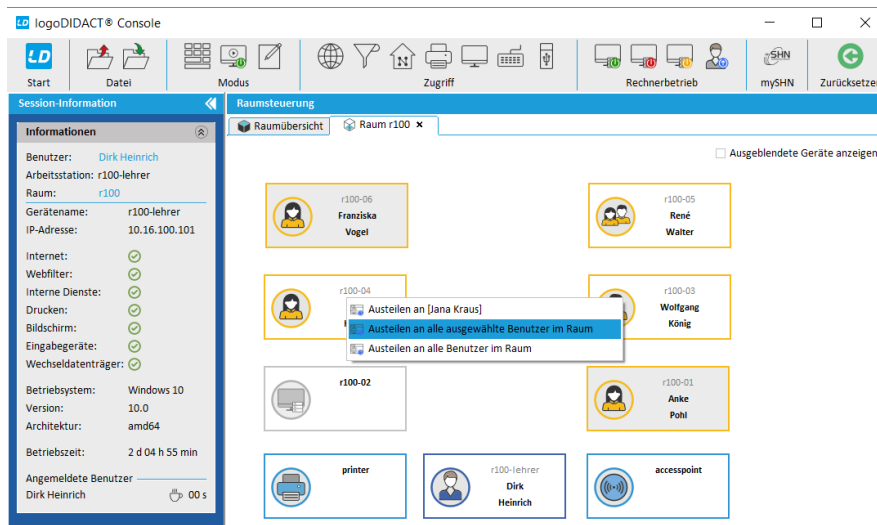 LD logoDIDACT® Console
LD
Start
Datei
Modus
N
Zugriff
Rechnerbetrieb
SHN
mySHN
Zurücksetze
Session-Information
Raumsteuerung
Informationen
Raumübersicht
Raum r100 ×
Ausgeblendete Geräte anzeigen
Benutzer: Dirk Heinrich
Arbeitsstation: r100-lehrer
Raum: r100
Gerätename: r100-lehrer
IP-Adresse: 10.16.100.101
Internet:
Webfilter:
Interne Dienste:
Drucken:
Bildschirm:
Eingabegeräte:
Wechseldatenträger:
Betriebsystem: Windows 10
Version: 10.0
Architektur: amd64
Betriebszeit: 2 d 04 h 55 min
Angemeldete Benutzer
Dirk Heinrich 00 s
r100-06
Franziska
Vogel
r100-05
René
Walter
r100-04
r100-03
Wolfgang
König
Austeilen an [Jana Kraus]
Austeilen an alle ausgewählte Benutzer im Raum
Austeilen an alle Benutzer im Raum
r100-02
r100-01
Anke
Pohl
printer
r100-lehrer
Dirk
Heinrich
accesspoint